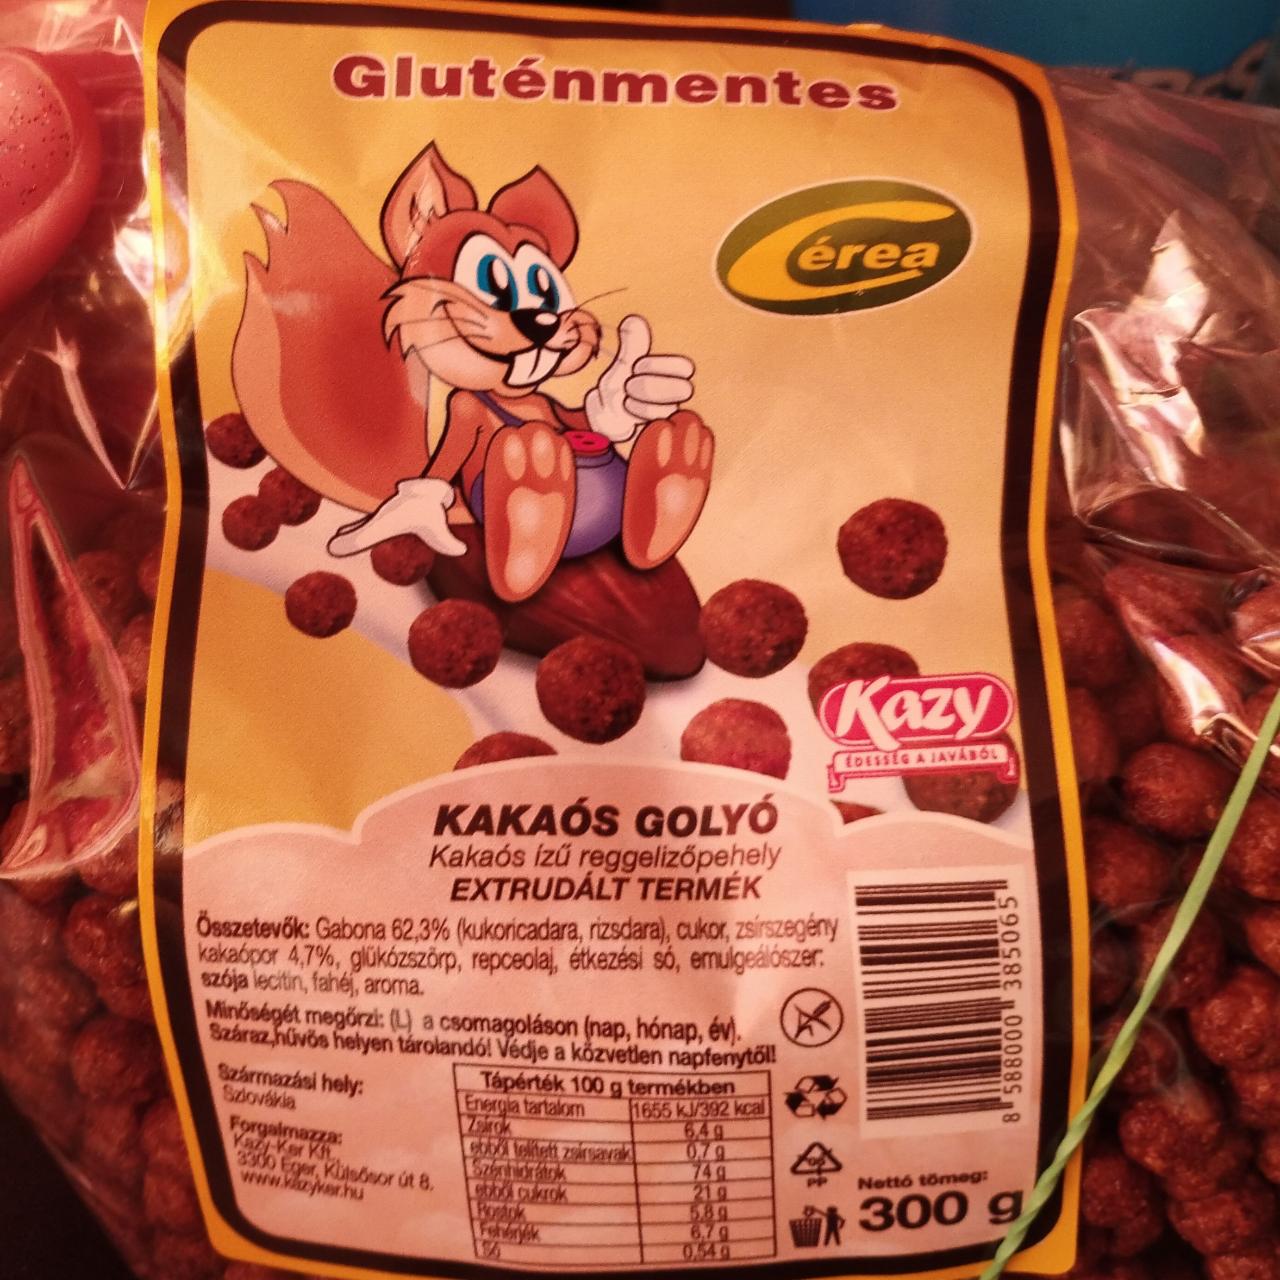 Gluténmentes
Cérea
Kazy
ÉDESSÉG A JAVÁBÓL
KAKAÓS GOLYÓ
Kakaós ízű reggelizőpehely
EXTRUDÁLT TERMÉK
Összetevők: Gabona 62,3% (kukoricadara, rizsdara), cukor, zsírszegény
kakaópor 4,7%, glükózszörp, repceolaj, étkezési só, emulgeálószer:
szója lecitin, fahéj, aroma.
Minőségét megőrzi: (L) a csomagoláson (nap, hónap, év).
Száraz,hűvös helyen tárolandó! Védje a közvetlen napfénytől!
Származási hely:
Szlovákia
Forgalmazza:
Kazy-Ker Kft.
3300 Eger, Külsősor út 8.
www.kazyker.hu
Tápérték 100 g termékben
Energia tartalom 1655 kJ/392 kcal
Zsírok 6,4 g
ebből telített zsírsavak 0,7 g
Szénhidrátok 74 g
ebből cukrok 21 g
Rostok 5,8 g
Fehérjék 6,7 g
Só 0,54 g
PP
8 588000 385065
Nettó tömeg:
300 g